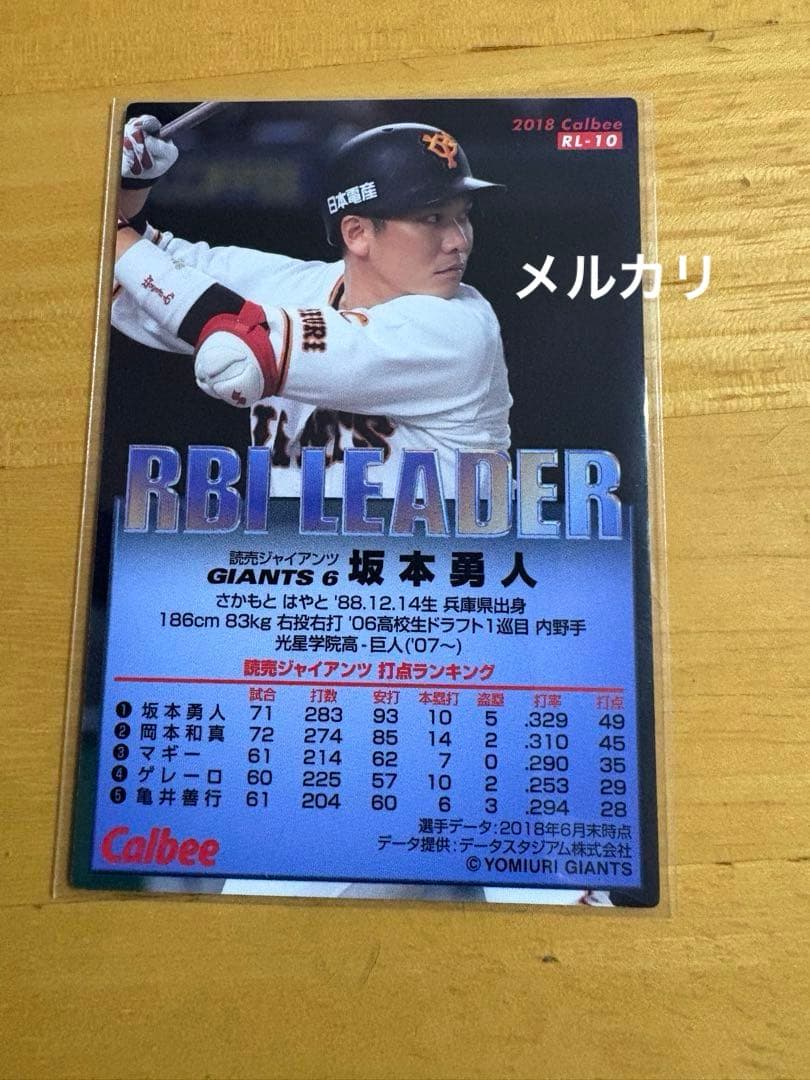 2018 Calbee
RL-10
日本電産
メルカリ
RBI LEADER
読売ジャイアンツ
GIANTS 6 坂本勇人
さかもと はやと '88.12.14生 兵庫県出身
186cm 83kg 右投右打 '06高校生ドラフト1巡目 内野手
光星学院高-巨人('07〜)
読売ジャイアンツ 打点ランキング
試合 打数 安打 本塁打 盗塁 打率 打点
❶ 坂本勇人 71 283 93 10 5 .329 49
❷ 岡本和真 72 274 85 14 2 .310 45
❸ マギー 61 214 62 7 0 .290 35
❹ ゲレーロ 60 225 57 10 2 .253 29
❺ 亀井善行 61 204 60 6 3 .294 28
選手データ:2018年6月末時点
データ提供:データスタジアム株式会社
Calbee
©YOMIURI GIANTS